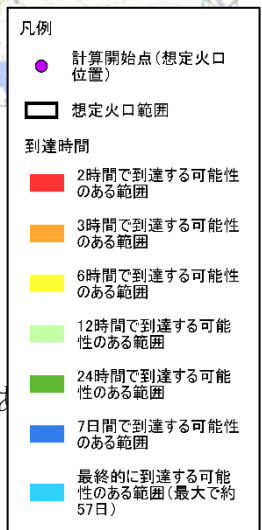 凡例
計算開始点(想定火口
位置)
想定火口範囲
到達時間
2時間で到達する可能性
のある範囲
3時間で到達する可能性
のある範囲
6時間で到達する可能性
のある範囲
12時間で到達する可能
性のある範囲
24時間で到達する可能
性のある範囲
7日間で到達する可能性
のある範囲
最終的に到達する可能
性のある範囲(最大で約
57日)